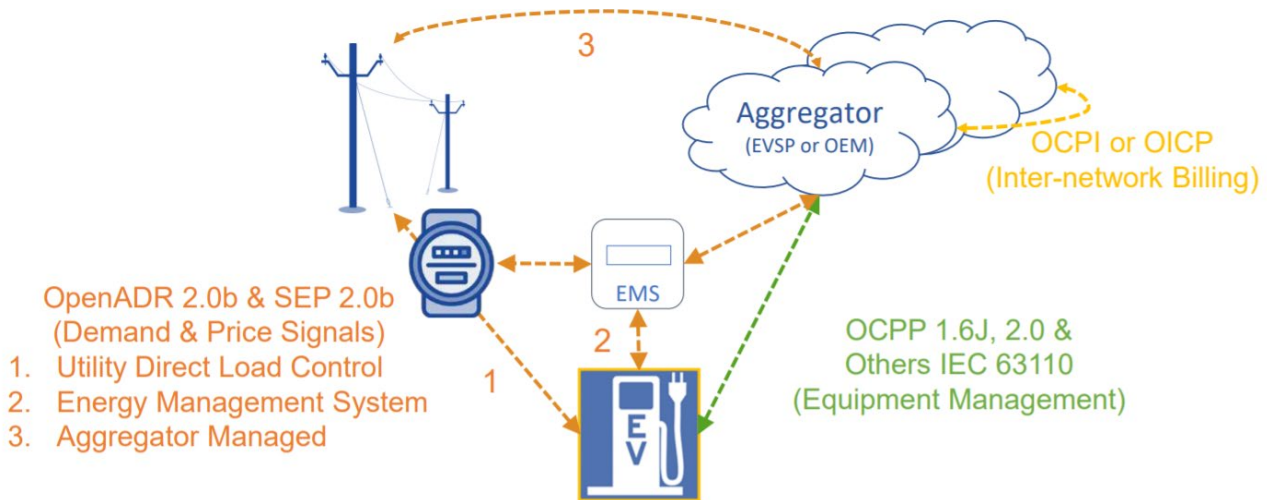 3
Aggregator
(EVSP or OEM)
OCPI or OICP
(Inter-network Billing)
EMS
OpenADR 2.0b & SEP 2.0b
(Demand & Price Signals)
1. Utility Direct Load Control
2. Energy Management System
3. Aggregator Managed
1
2
OCPP 1.6J, 2.0 &
Others IEC 63110
(Equipment Management)
E
V